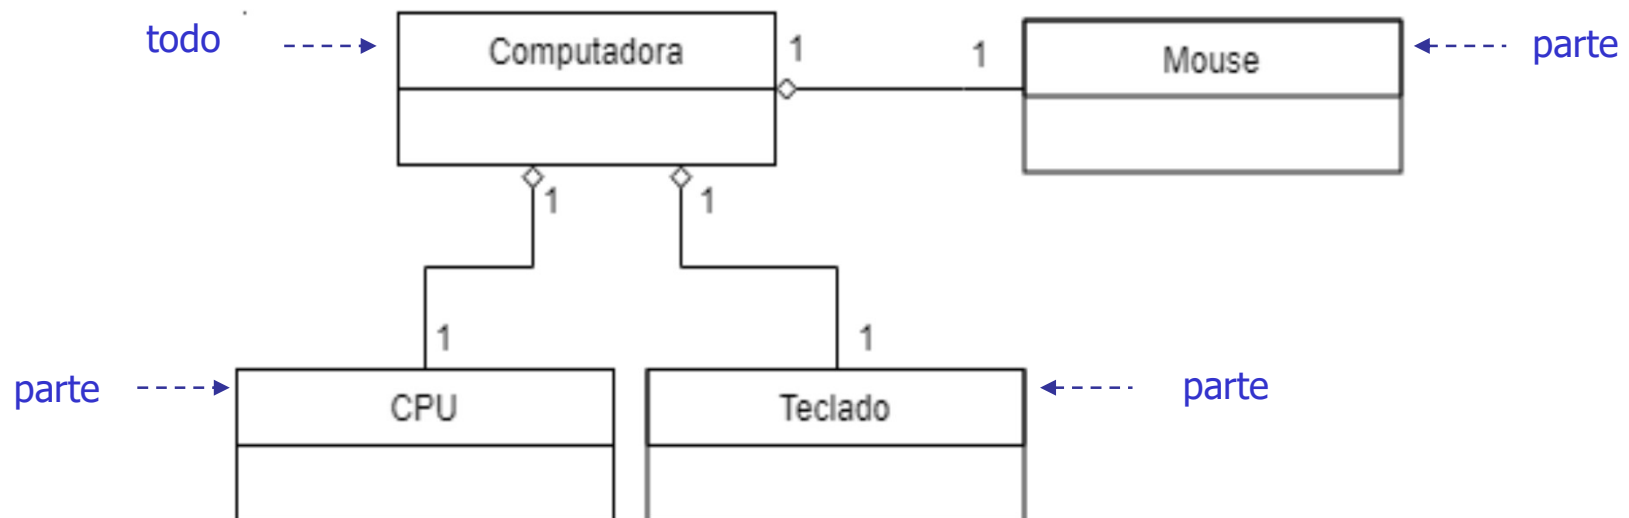 todo
Computadora
1
1
Mouse
parte
1
1
1
1
parte
CPU
Teclado
parte